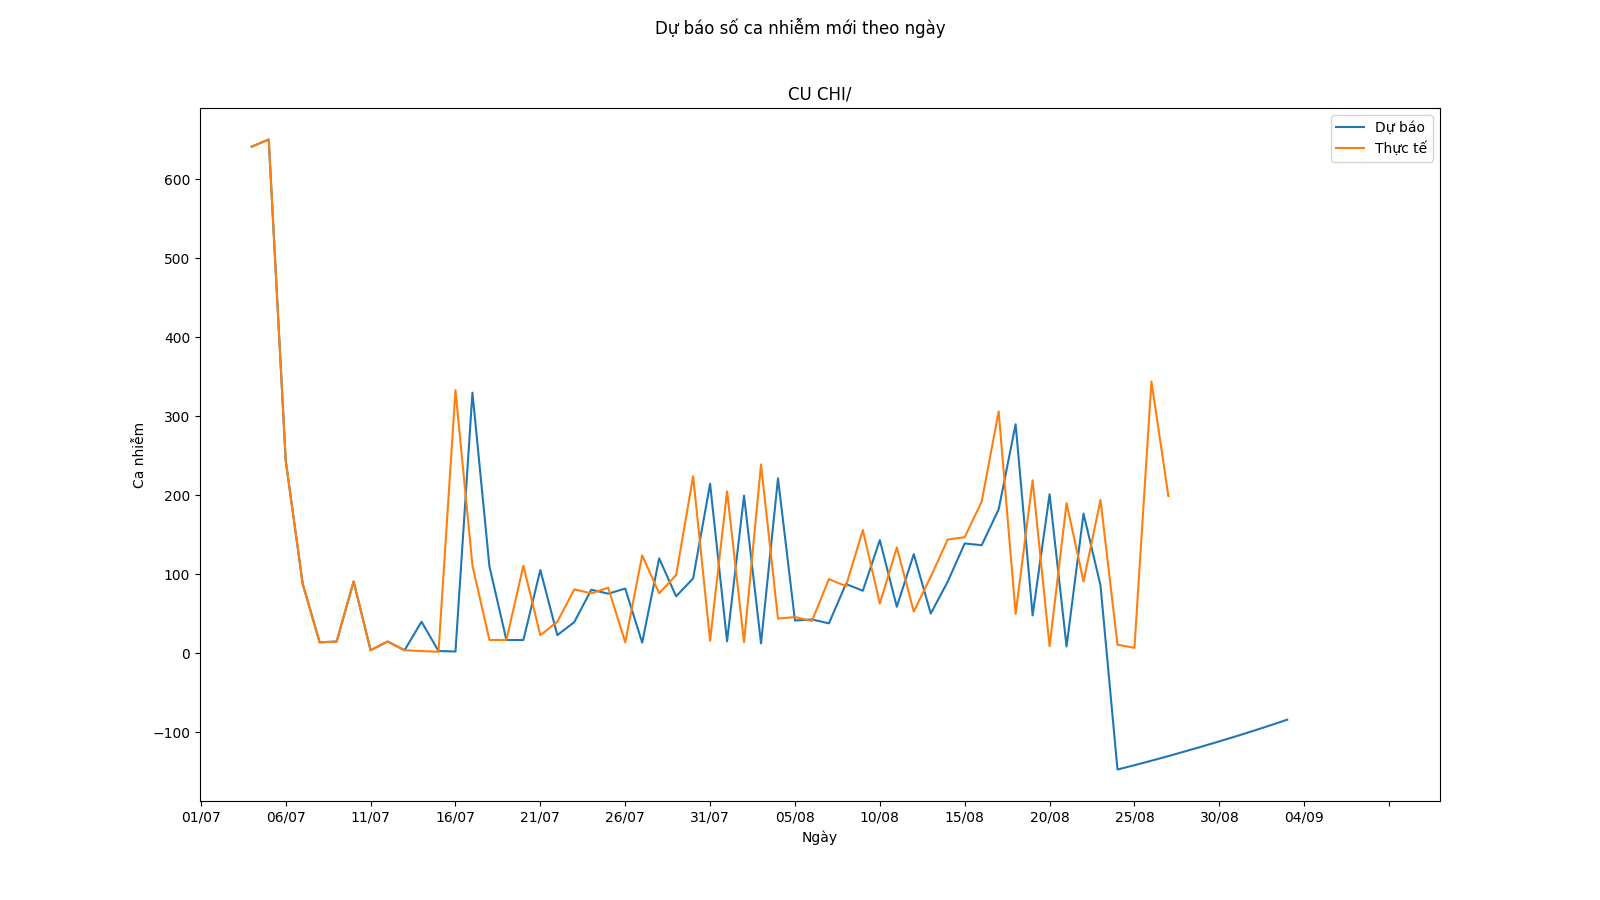 Dự báo số ca nhiễm mới theo ngày
CU CHI/
Dự báo
Thực tế
600
500
400
300
200
100
0
−100
Ca nhiễm
01/07 06/07 11/07 16/07 21/07 26/07 31/07 05/08 10/08 15/08 20/08 25/08 30/08 04/09
Ngày